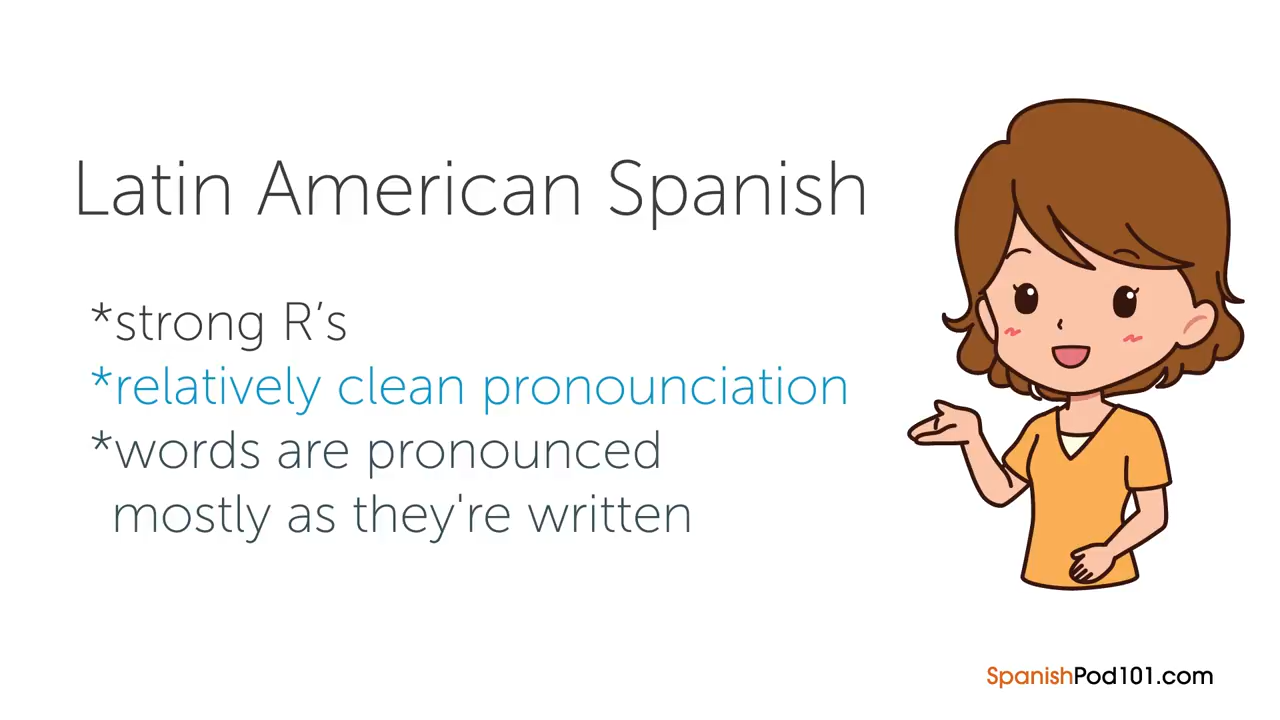 Latin American Spanish
*strong R’s
*relatively clean pronounciation
*words are pronounced
mostly as they're written
SpanishPod101.com